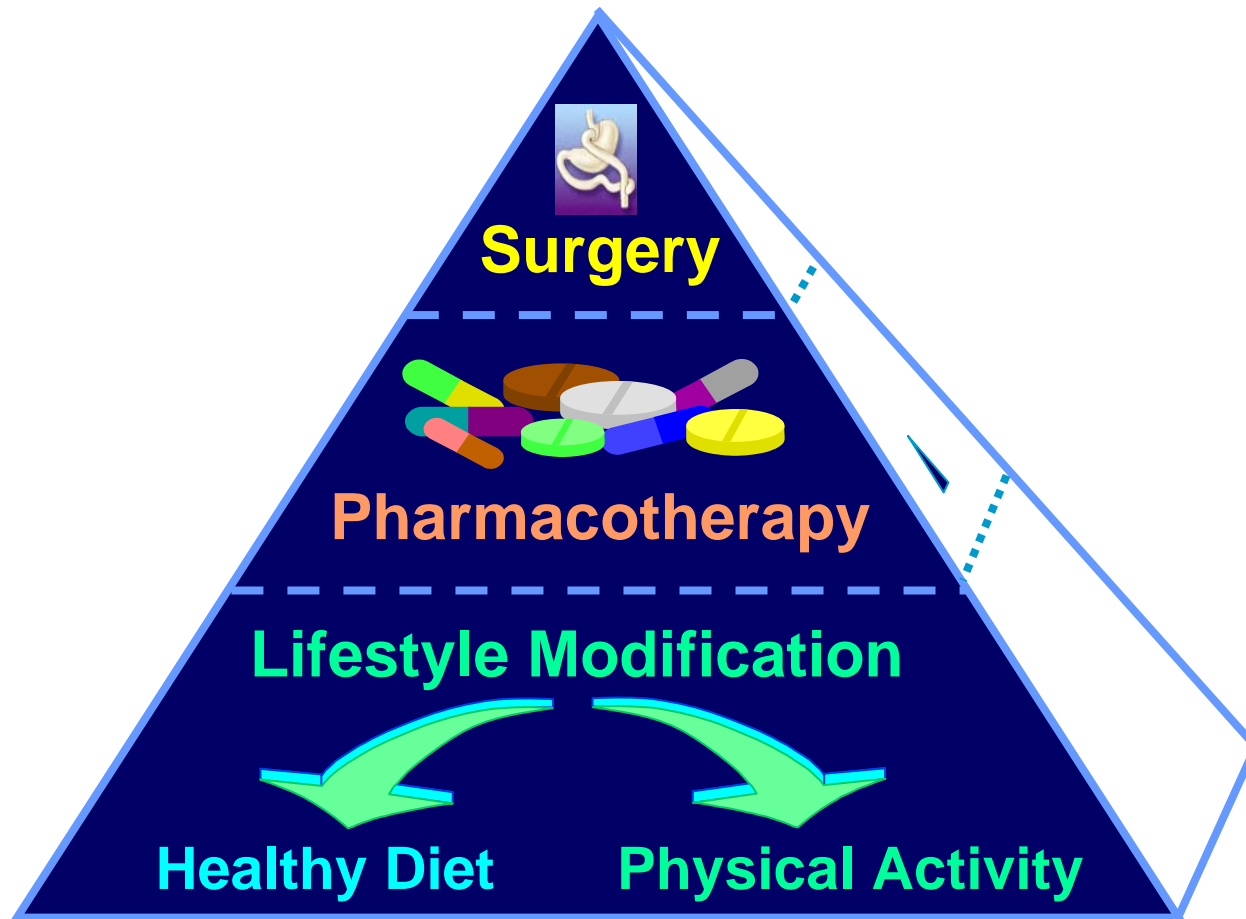 Surgery
Pharmacotherapy
Lifestyle Modification
Healthy Diet Physical Activity